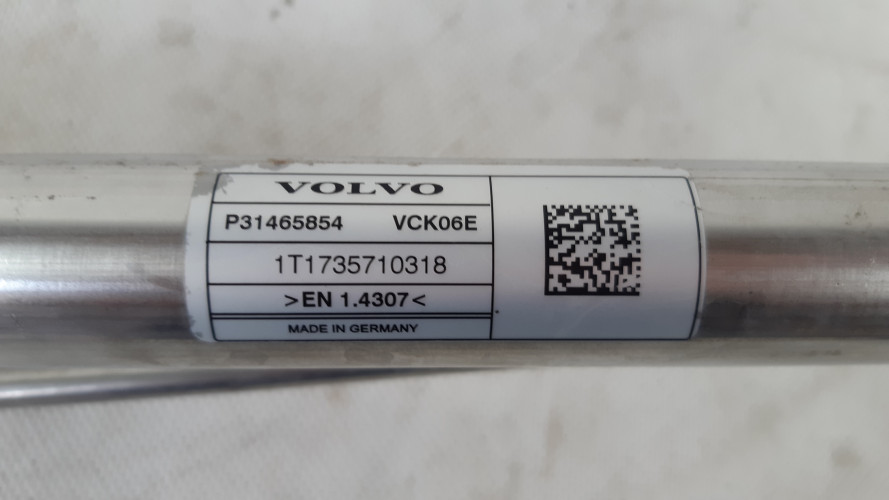 VOLVO
P31465854 VCK06E
1T1735710318
>EN 1.4307<
MADE IN GERMANY